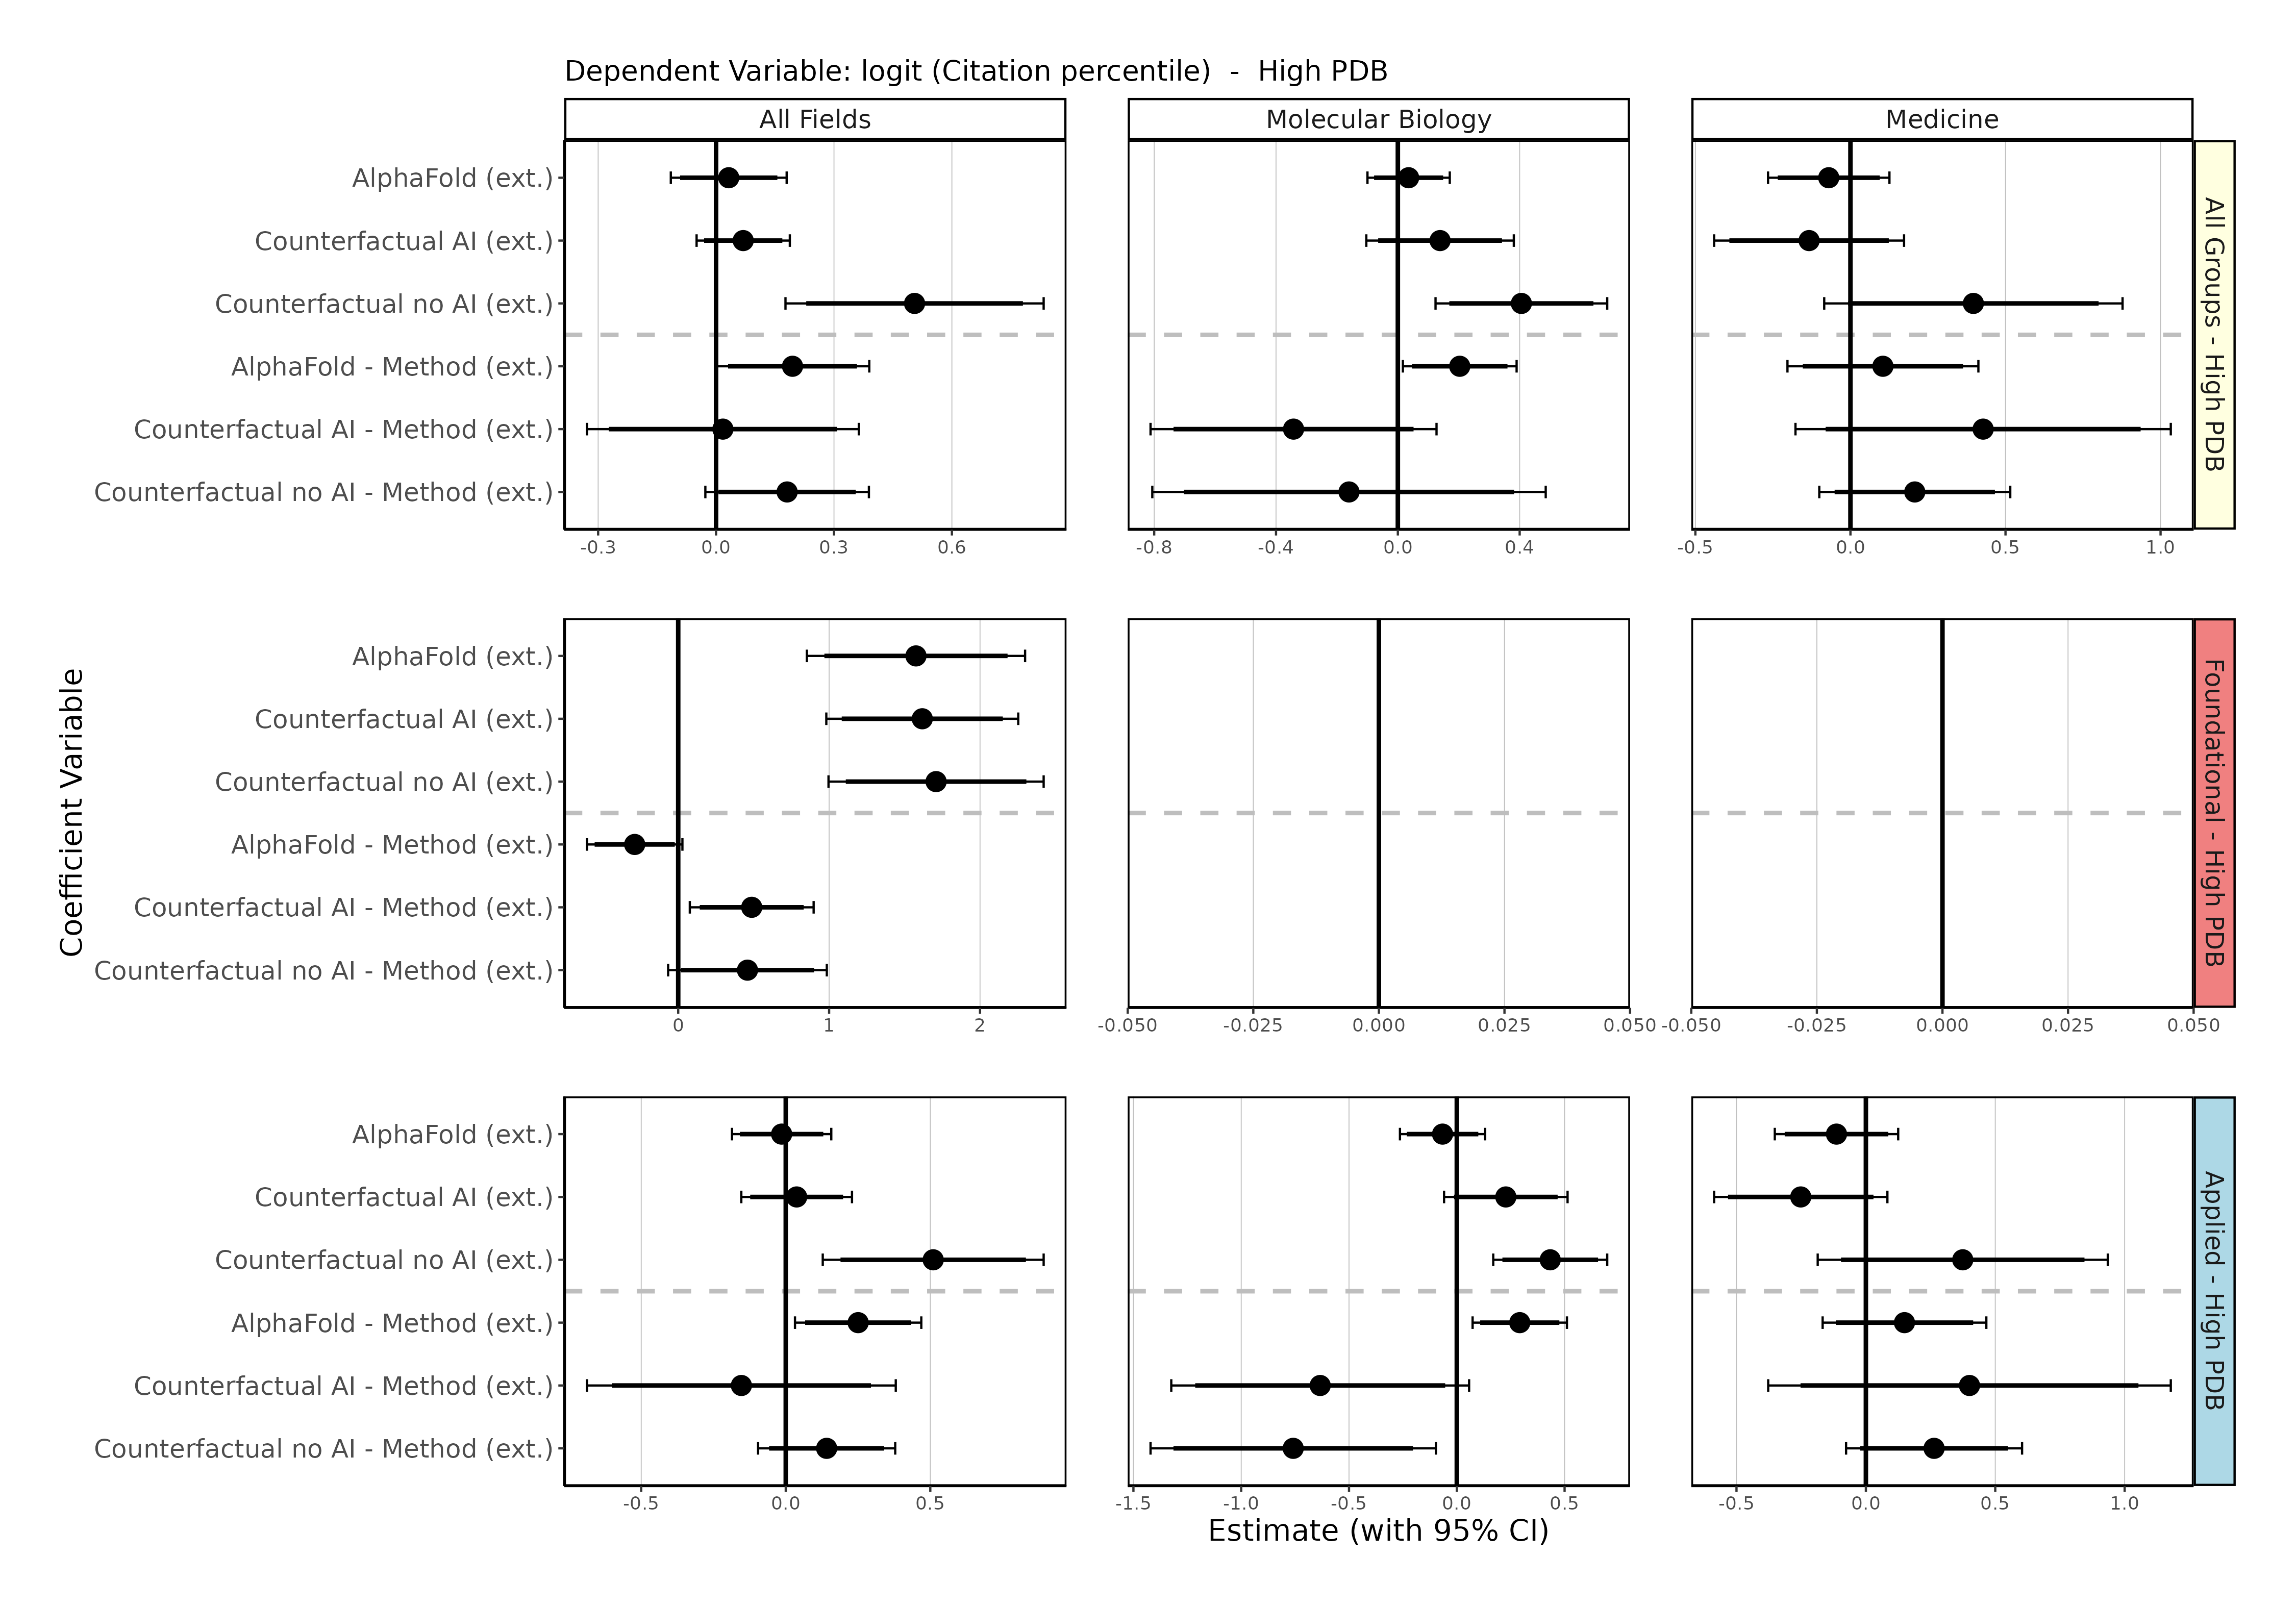 Dependent Variable: logit (Citation percentile)  -  High PDB
All Fields
Molecular Biology
Medicine
Coefficient Variable
AlphaFold (ext.)
Counterfactual AI (ext.)
Counterfactual no AI (ext.)
AlphaFold - Method (ext.)
Counterfactual AI - Method (ext.)
Counterfactual no AI - Method (ext.)
-0.3 0.0 0.3 0.6
-0.8 -0.4 0.0 0.4
-0.5 0.0 0.5 1.0
All Groups - High PDB
AlphaFold (ext.)
Counterfactual AI (ext.)
Counterfactual no AI (ext.)
AlphaFold - Method (ext.)
Counterfactual AI - Method (ext.)
Counterfactual no AI - Method (ext.)
0 1 2
-0.050 -0.025 0.000 0.025 0.050
-0.050 -0.025 0.000 0.025 0.050
Foundational - High PDB
AlphaFold (ext.)
Counterfactual AI (ext.)
Counterfactual no AI (ext.)
AlphaFold - Method (ext.)
Counterfactual AI - Method (ext.)
Counterfactual no AI - Method (ext.)
-0.5 0.0 0.5
-1.5 -1.0 -0.5 0.0 0.5
-0.5 0.0 0.5 1.0
Applied - High PDB
Estimate (with 95% CI)